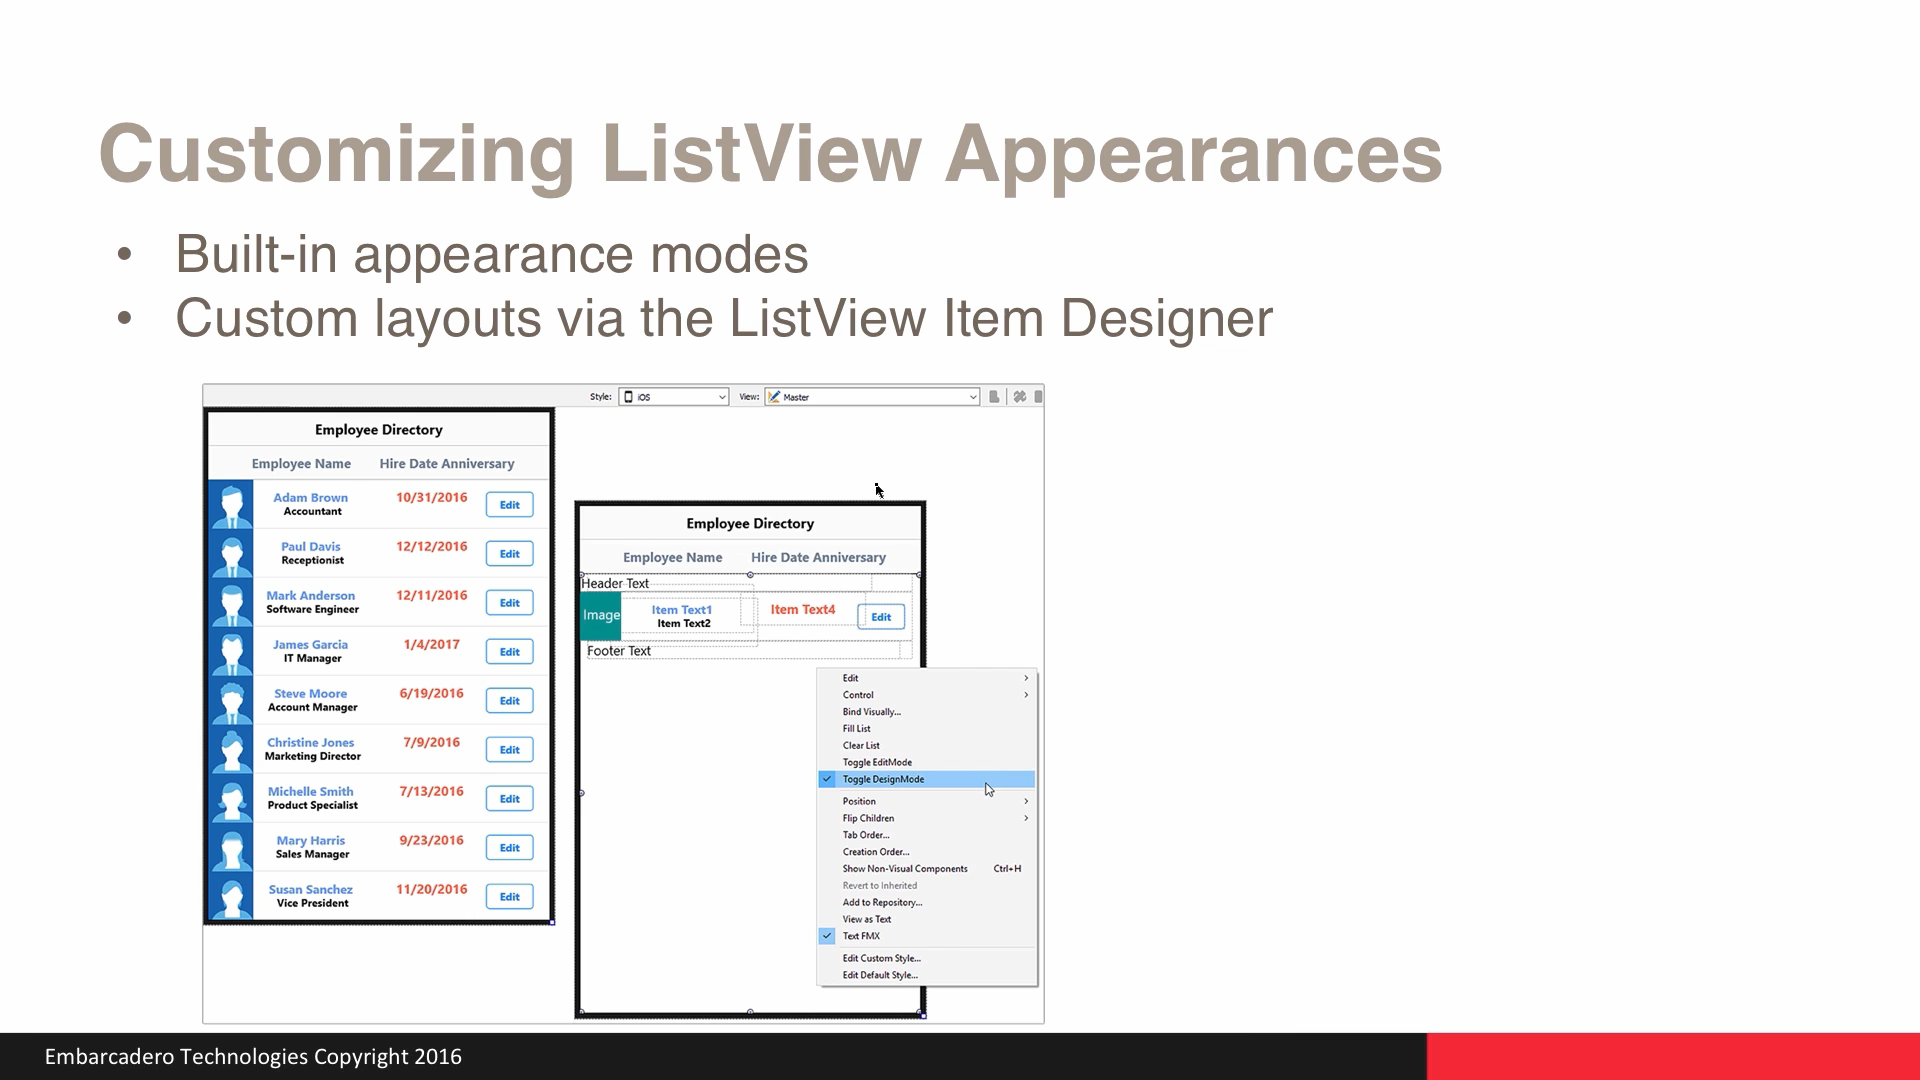 Customizing ListView Appearances
• Built-in appearance modes
• Custom layouts via the ListView Item Designer
Style: iOS View: Master
Employee Directory
Employee Name Hire Date Anniversary
Adam Brown 10/31/2016 Edit
Accountant
Paul Davis 12/12/2016 Edit
Receptionist
Mark Anderson 12/11/2016 Edit
Software Engineer
James Garcia 1/4/2017 Edit
IT Manager
Steve Moore 6/19/2016 Edit
Account Manager
Christine Jones 7/9/2016 Edit
Marketing Director
Michelle Smith 7/13/2016 Edit
Product Specialist
Mary Harris 9/23/2016 Edit
Sales Manager
Susan Sanchez 11/20/2016 Edit
Vice President
Employee Directory
Employee Name Hire Date Anniversary
Header Text
Image Item Text1 Item Text4 Edit
Item Text2
Footer Text
Edit
Control
Bind Visually...
Fill List
Clear List
Toggle EditMode
Toggle DesignMode
Position
Flip Children
Tab Order...
Creation Order...
Show Non-Visual Components Ctrl+H
Revert to Inherited
Add to Repository...
View as Text
Text FMX
Edit Custom Style...
Edit Default Style...
Embarcadero Technologies Copyright 2016